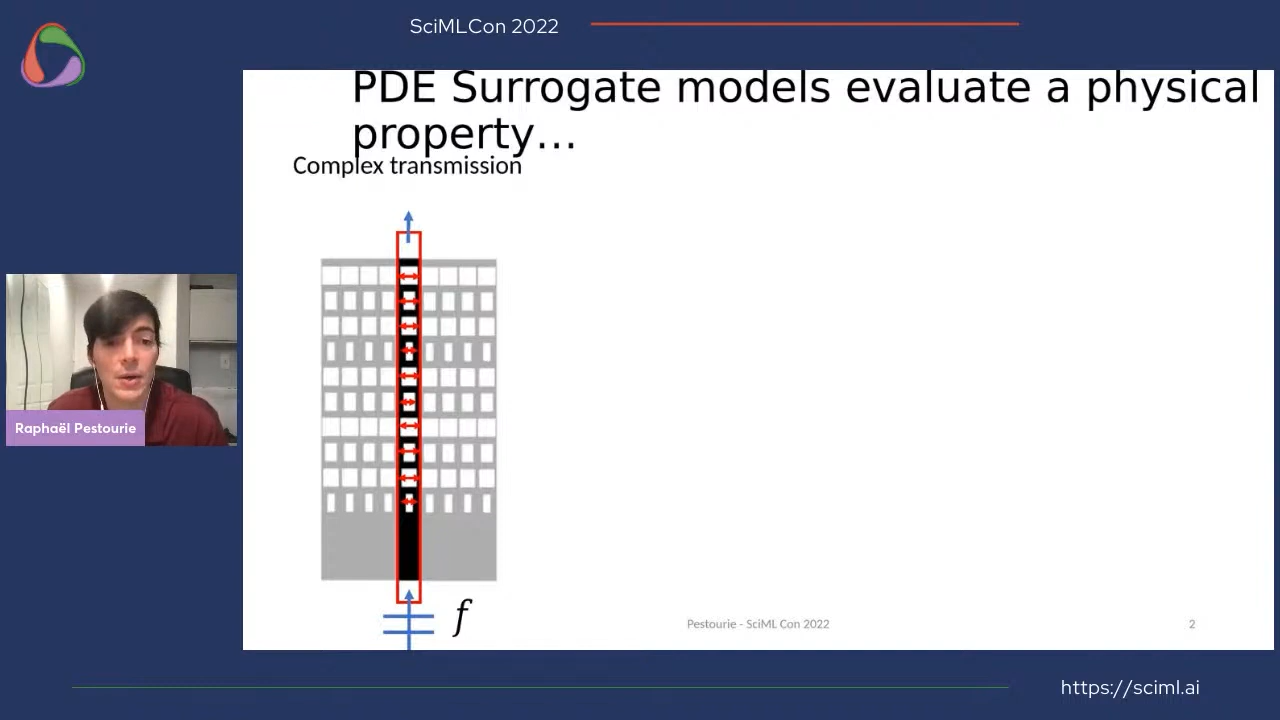 SciMLCon 2022
PDE Surrogate models evaluate a physical
property...
Complex transmission
Raphaël Pestourie
f
Pestourie - SciML Con 2022
2
https://sciml.ai